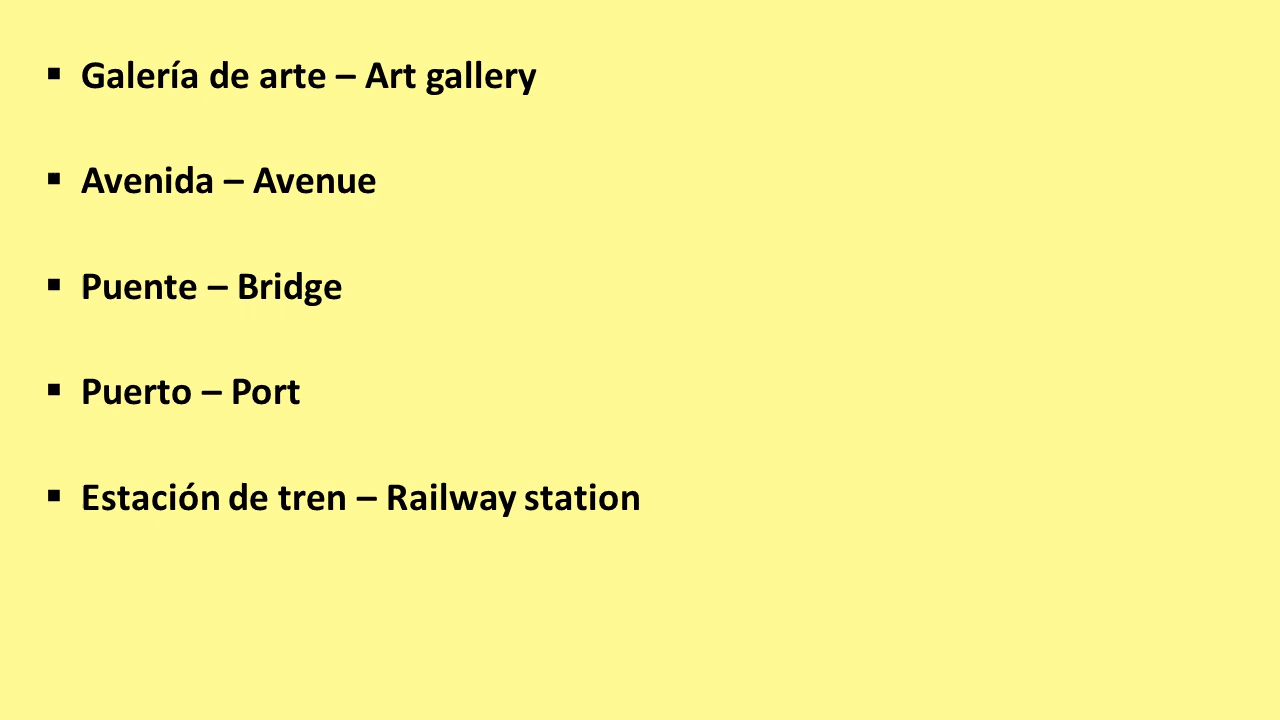 ▪ Galería de arte – Art gallery
▪ Avenida – Avenue
▪ Puente – Bridge
▪ Puerto – Port
▪ Estación de tren – Railway station